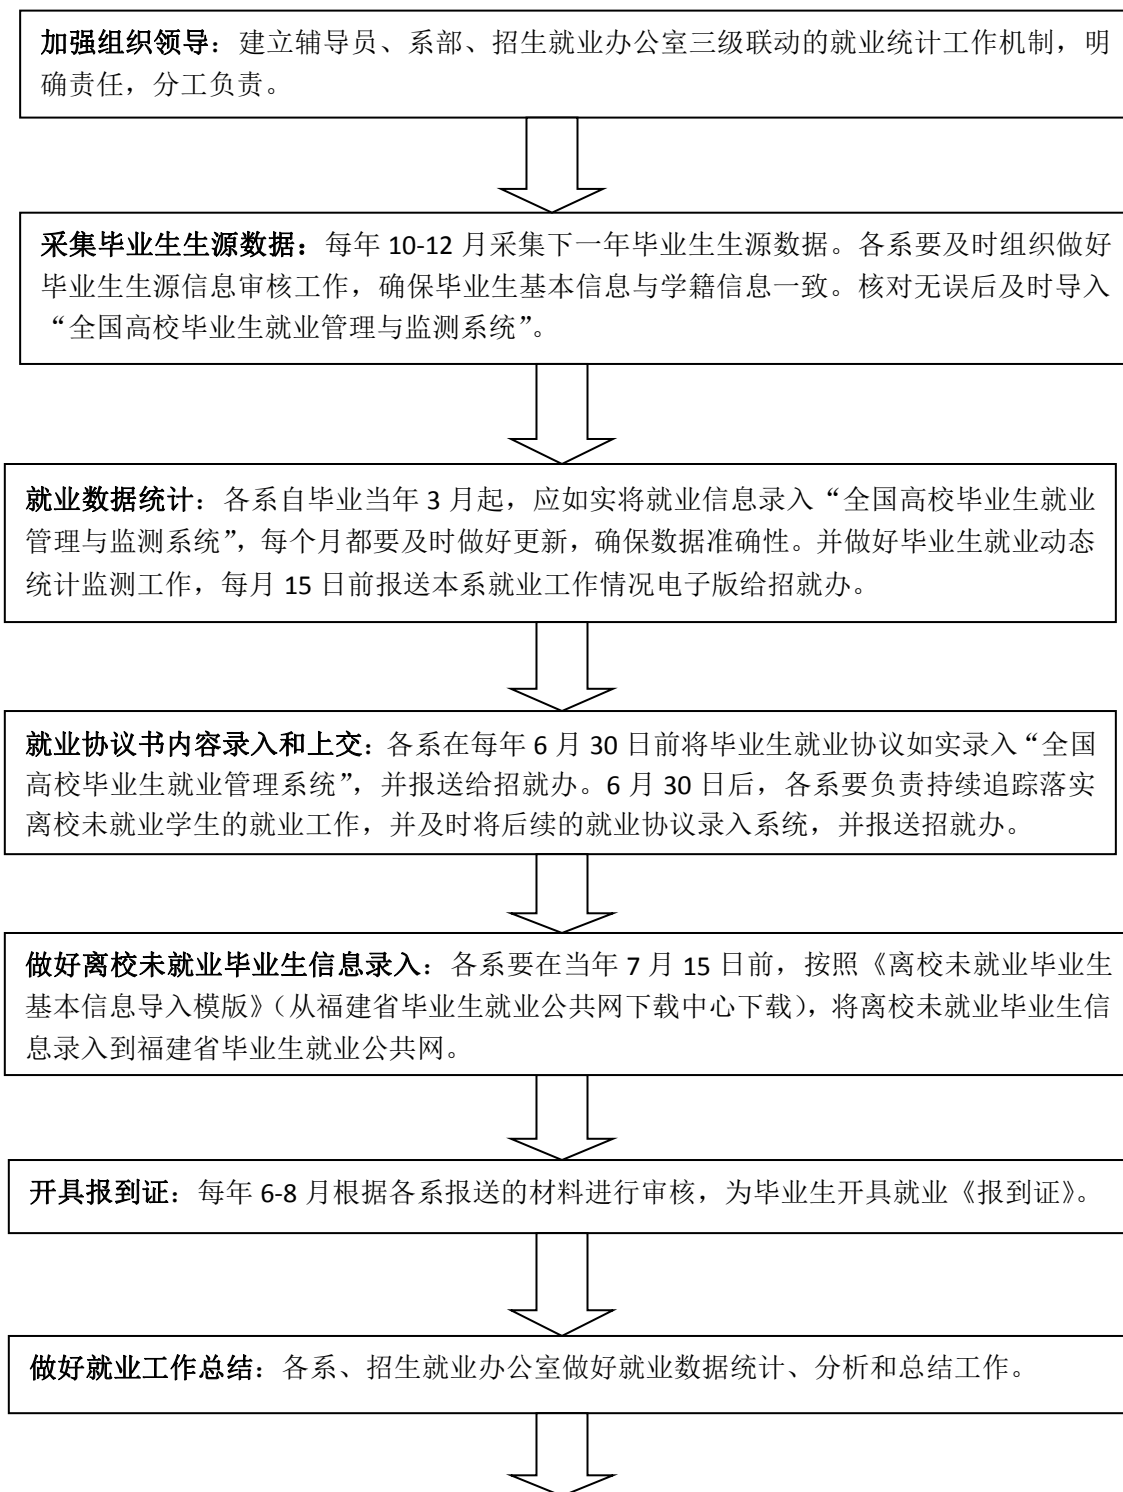 加强组织领导：建立辅导员、系部、招生就业办公室三级联动的就业统计工作机制，明
确责任，分工负责。
采集毕业生生源数据：每年 10-12 月采集下一年毕业生生源数据。各系要及时组织做好
毕业生生源信息审核工作，确保毕业生基本信息与学籍信息一致。核对无误后及时导入
“全国高校毕业生就业管理与监测系统”。
就业数据统计：各系自毕业当年 3 月起，应如实将就业信息录入“全国高校毕业生就业
管理与监测系统”，每个月都要及时做好更新，确保数据准确性。并做好毕业生就业动态
统计监测工作，每月 15 日前报送本系就业工作情况电子版给招就办。
就业协议书内容录入和上交：各系在每年 6 月 30 日前将毕业生就业协议如实录入“全国
高校毕业生就业管理系统”，并报送给招就办。6 月 30 日后，各系要负责持续追踪落实
离校未就业学生的就业工作，并及时将后续的就业协议录入系统，并报送招就办。
做好离校未就业毕业生信息录入：各系要在当年 7 月 15 日前，按照《离校未就业毕业生
基本信息导入模版》（从福建省毕业生就业公共网下载中心下载），将离校未就业毕业生信
息录入到福建省毕业生就业公共网。
开具报到证：每年 6-8 月根据各系报送的材料进行审核，为毕业生开具就业《报到证》。
做好就业工作总结：各系、招生就业办公室做好就业数据统计、分析和总结工作。